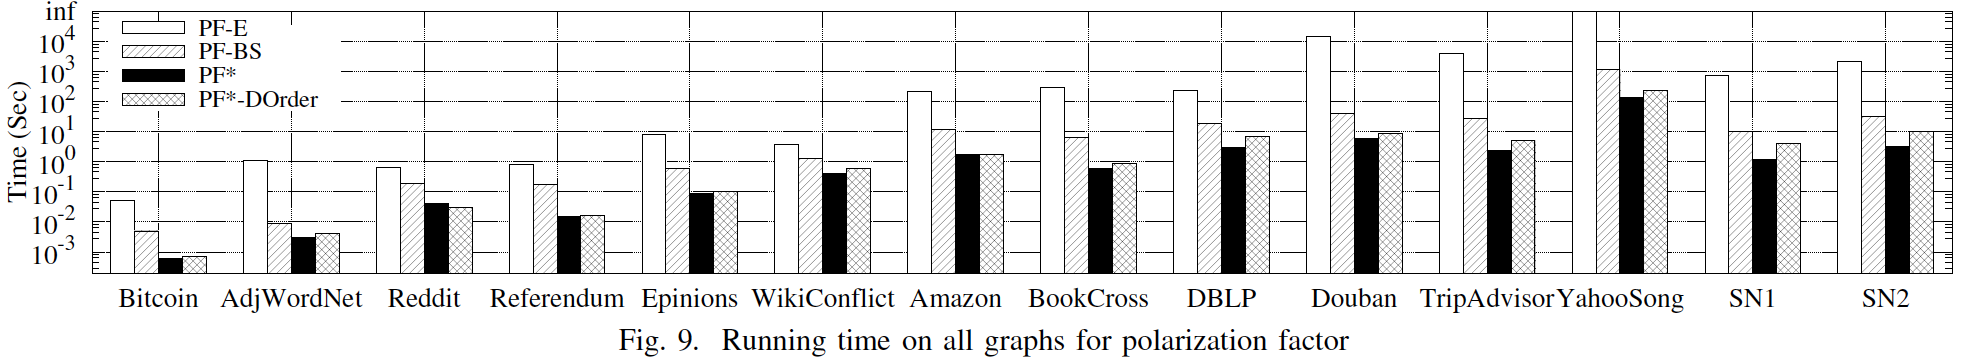 inf
10^4
10^3
10^2
10^1
10^0
10^-1
10^-2
10^-3
Time (Sec)
PF-E
PF-BS
PF*
PF*-DOrder
Bitcoin AdjWordNet Reddit Referendum Epinions WikiConflict Amazon BookCross DBLP Douban TripAdvisor YahooSong SN1 SN2
Fig. 9. Running time on all graphs for polarization factor